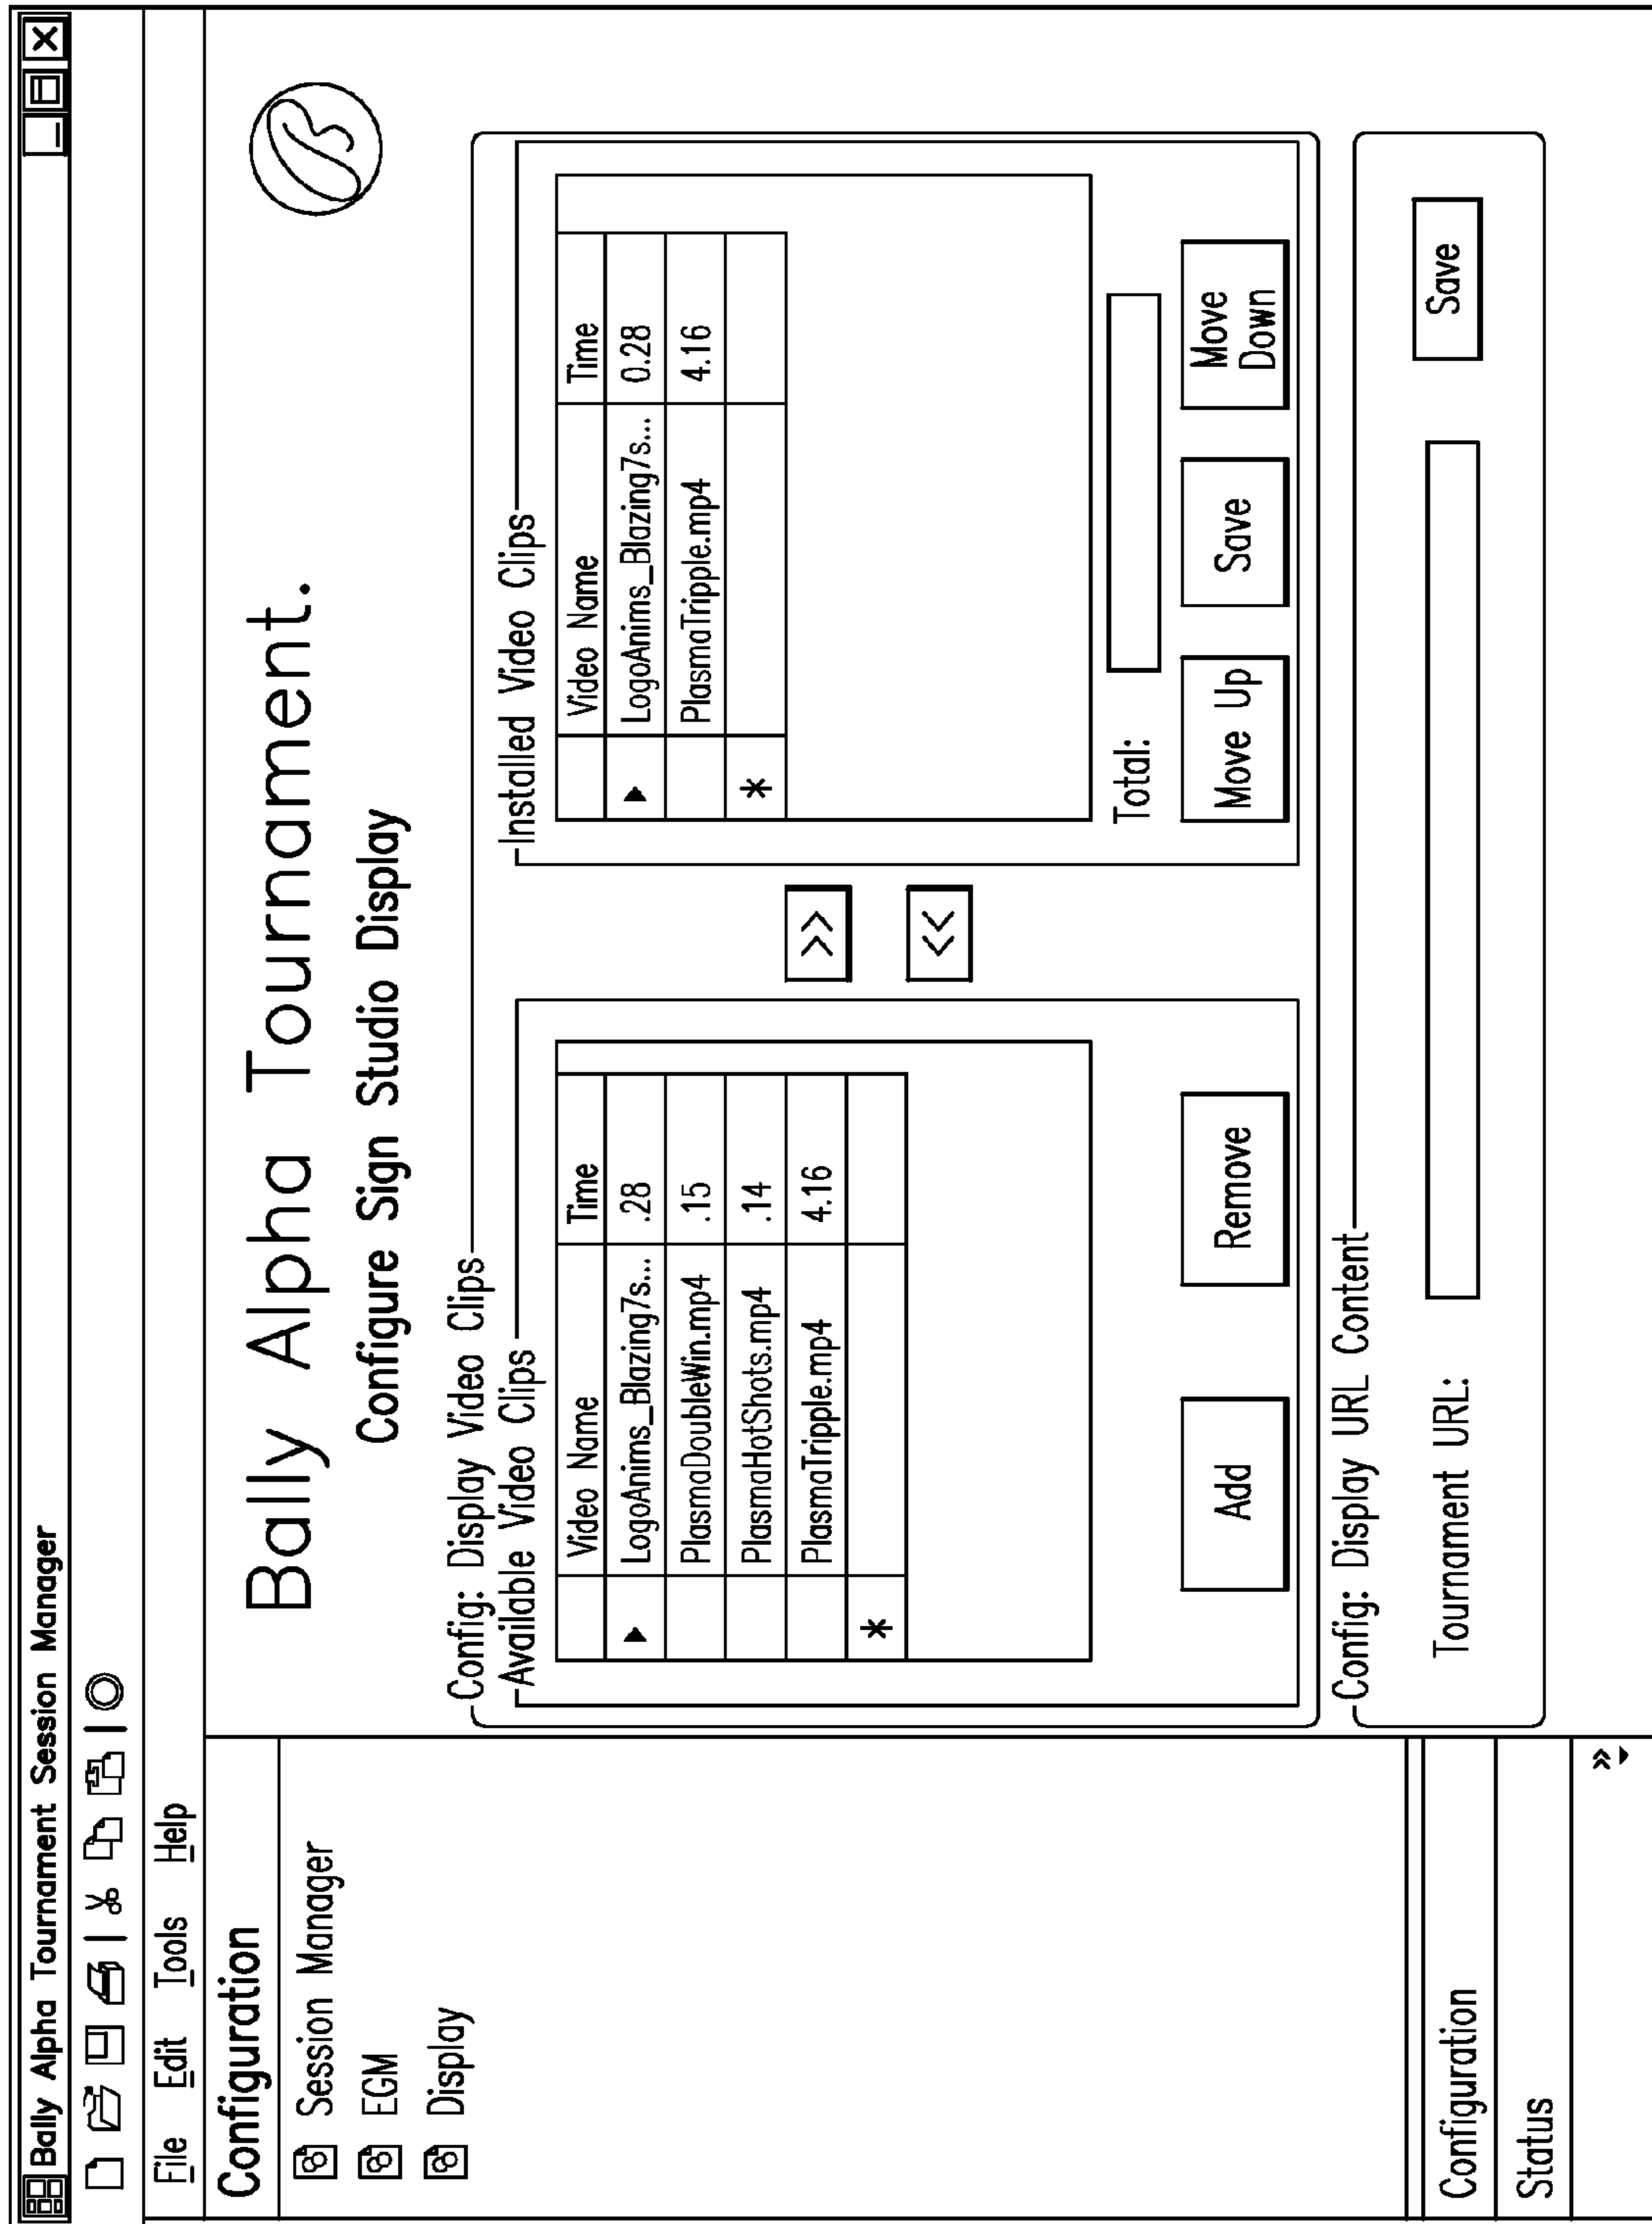 Bally Alpha Tournament Session Manager
File Edit Tools Help
Configuration
Session Manager
EGM
Display
Configuration
Status
Bally Alpha Tournament.
Configure Sign Studio Display
Config: Display Video Clips
Available Video Clips
Video Name Time
LogoAnims_Blazing7s... .28
PlasmaDoubleWin.mp4 .15
PlasmaHotShots.mp4 .14
PlasmaTripple.mp4 4.16
*
Add Remove
>>
<<
Installed Video Clips
Video Name Time
LogoAnims_Blazing7s... 0.28
PlasmaTripple.mp4 4.16
*
Total:
Move Up Save Move
Down
Config: Display URL Content
Tournament URL: Save